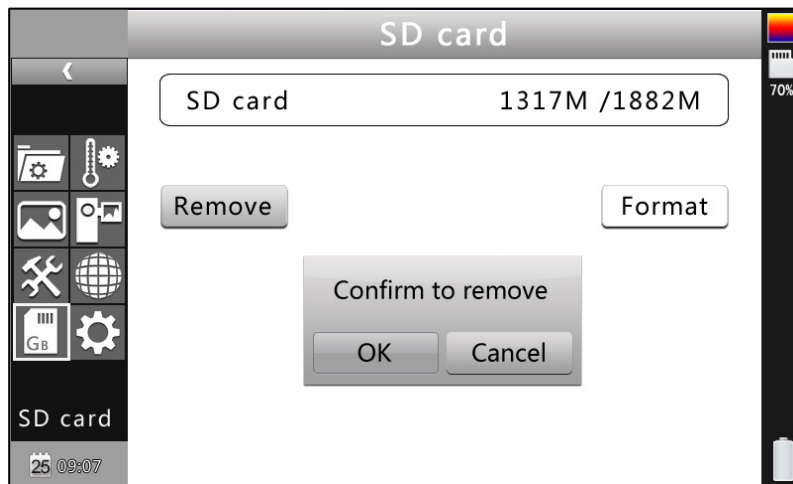 SD card
SD card 1317M /1882M
70%
Remove Format
Confirm to remove
OK Cancel
GB
SD card
25 09:07